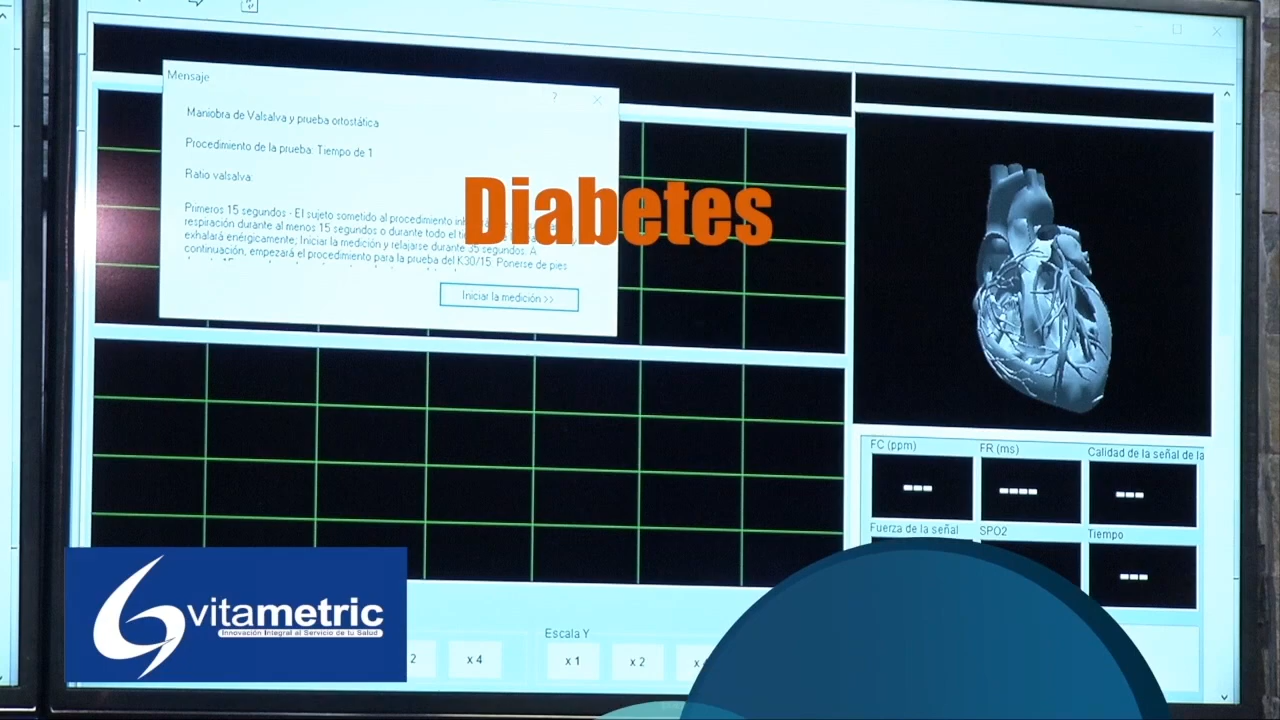 Mensaje
Maniobra de Valsalva y prueba ortostática
Procedimiento de la prueba: Tiempo de 1
Ratio valsalva:
Primeros 15 segundos - El sujeto sometido al procedimiento
respiración durante al menos 15 segundos o durante todo el
exhalará enérgicamente; Iniciar la medición y relajarse durante 35 segundos. A
continuación, empezará el procedimiento para la prueba del K30/15. Ponerse de pies
Iniciar la medición >>
Diabetes
FC (ppm)
FR (ms)
Calidad de la señal de la
---
----
---
Fuerza de la señal
SPO2
Tiempo
---
vitametric
Innovación Integral al Servicio de tu Salud
Escala Y
2
x 4
x 1
x 2
x